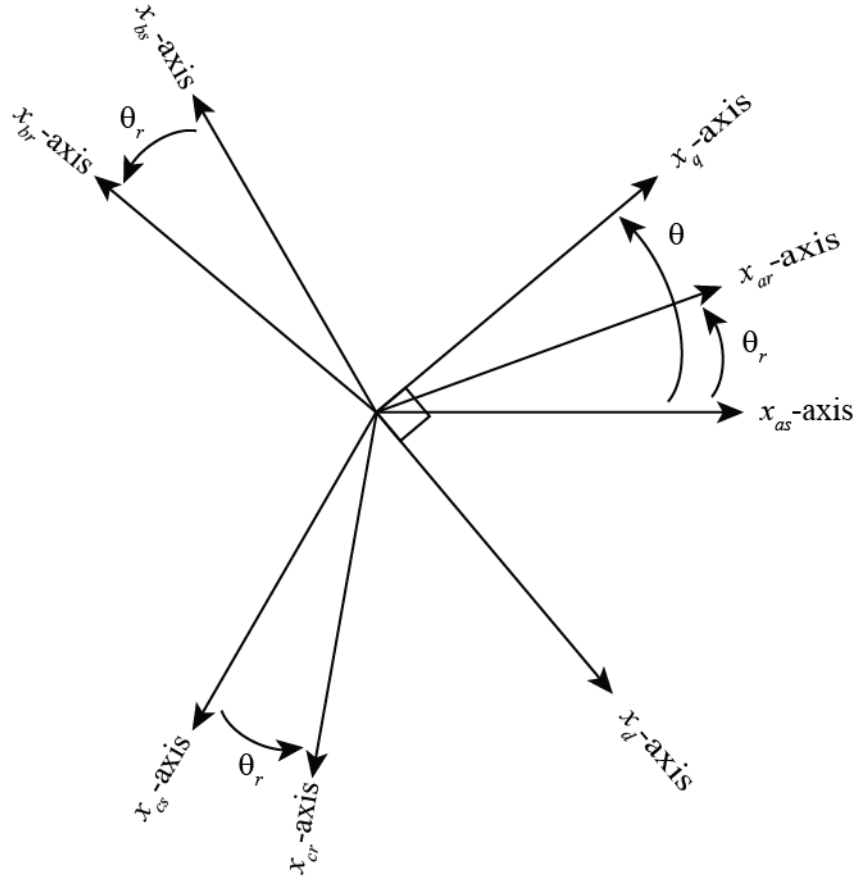 x_bs-axis
θ_r
x_br-axis
x_q-axis
θ
x_ar-axis
θ_r
x_as-axis
x_d-axis
x_cs-axis
θ_r
x_cr-axis